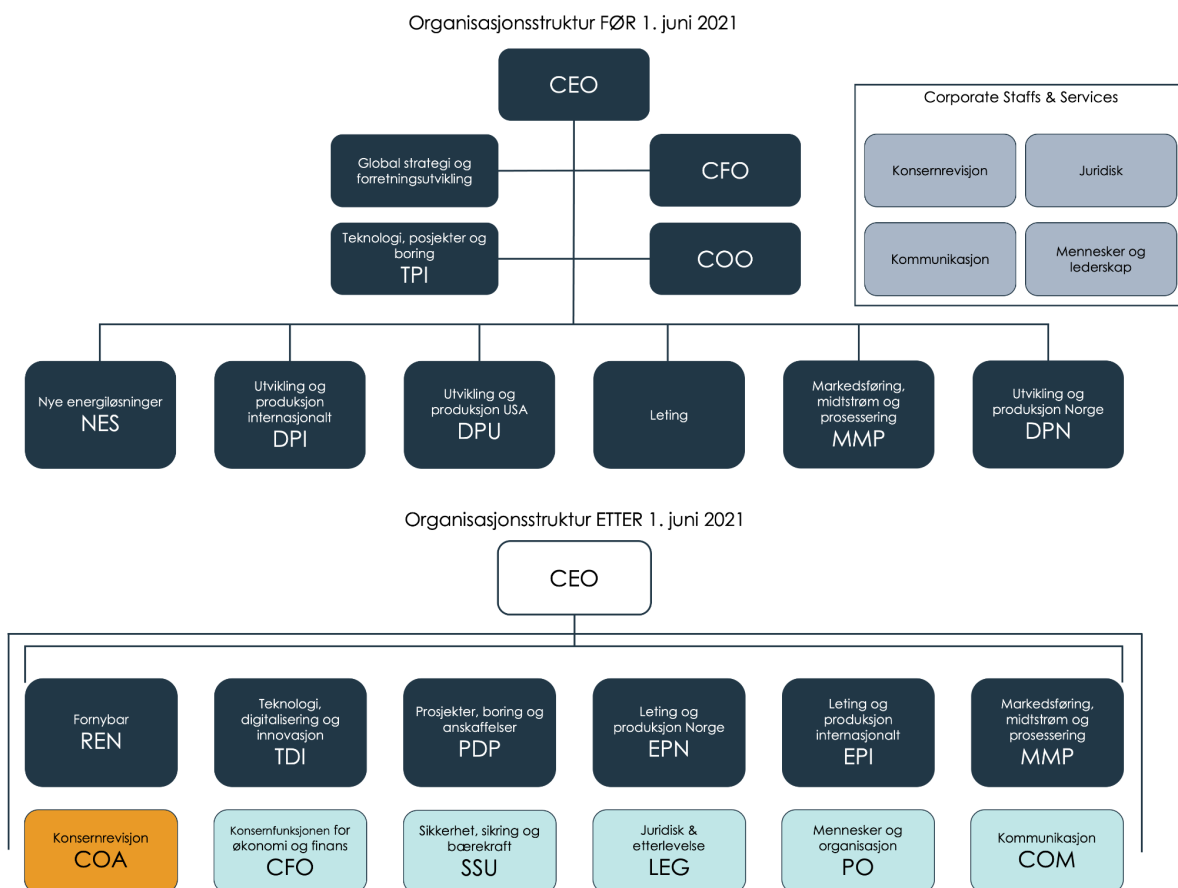 Organisasjonsstruktur FØR 1. juni 2021
CEO
Corporate Staffs & Services
Global strategi og
forretningsutvikling
CFO
Konsernrevisjon
Juridisk
Teknologi, posjekter og
boring
TPI
COO
Kommunikasjon
Mennesker og
lederskap
Nye energiløsninger
NES
Utvikling og
produksjon
internasjonalt
DPI
Utvikling og
produksjon USA
DPU
Leting
Markedsføring,
midtstrøm og
prosessering
MMP
Utvikling og
produksjon Norge
DPN
Organisasjonsstruktur ETTER 1. juni 2021
CEO
Fornybar
REN
Teknologi,
digitalisering og
innovasjon
TDI
Prosjekter, boring og
anskaffelser
PDP
Leting og
produksjon Norge
EPN
Leting og
produksjon
internasjonalt
EPI
Markedsføring,
midtstrøm og
prosessering
MMP
Konsernrevisjon
COA
Konsernfunksjonen for
økonomi og finans
CFO
Sikkerhet, sikring og
bærekraft
SSU
Juridisk &
etterlevelse
LEG
Mennesker og
organisasjon
PO
Kommunikasjon
COM